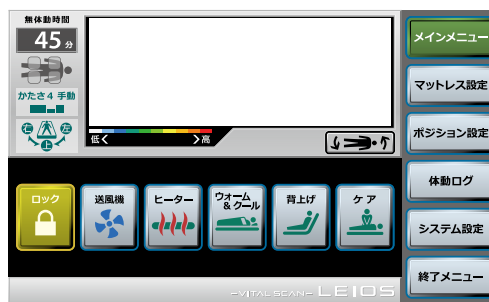 無体動時間
45分
かたさ4 手動
右 左
上
低 高
メインメニュー
マットレス設定
ポジション設定
体動ログ
システム設定
終了メニュー
ロック
送風機
ヒーター
ウォーム
&クール
背上げ
ケア
-VITAL SCAN- LEIOS